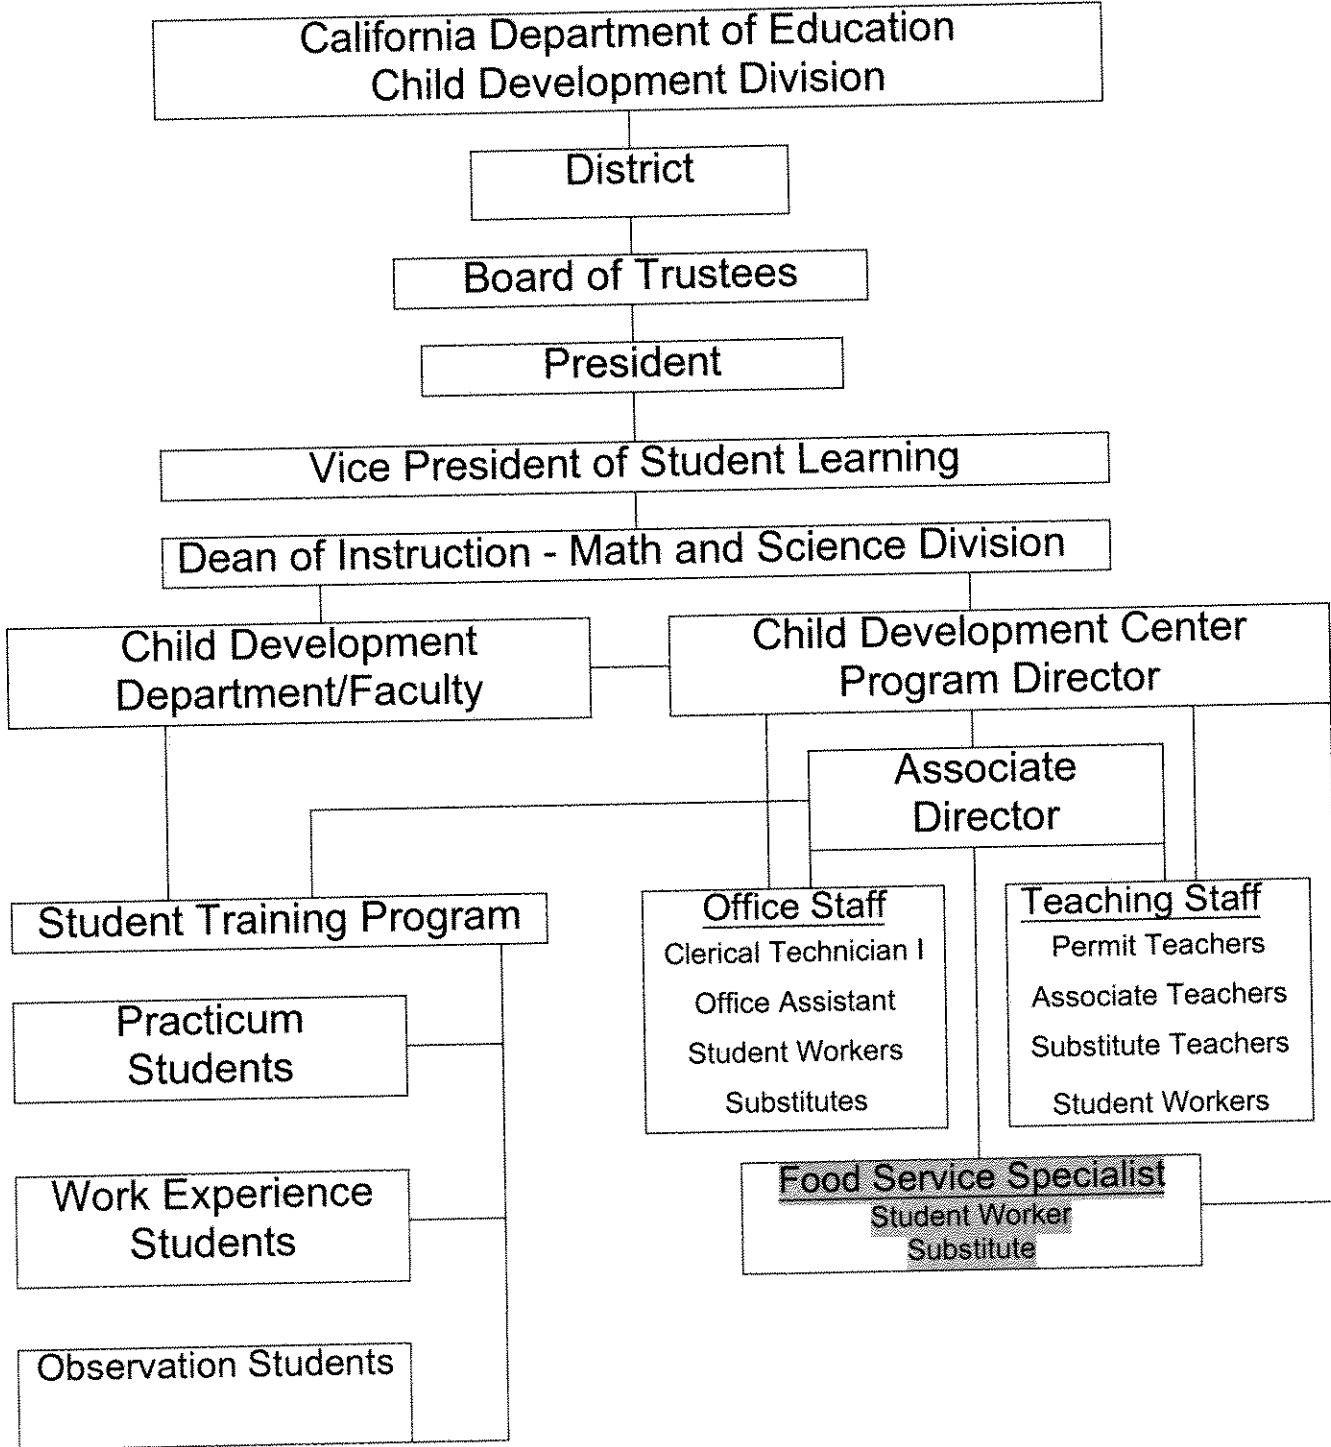 California Department of Education
Child Development Division
District
Board of Trustees
President
Vice President of Student Learning
Dean of Instruction - Math and Science Division
Child Development
Department/Faculty
Child Development Center
Program Director
Associate
Director
Student Training Program
Practicum
Students
Work Experience
Students
Observation Students
Office Staff
Clerical Technician I
Office Assistant
Student Workers
Substitutes
Teaching Staff
Permit Teachers
Associate Teachers
Substitute Teachers
Student Workers
Food Service Specialist
Student Worker
Substitute